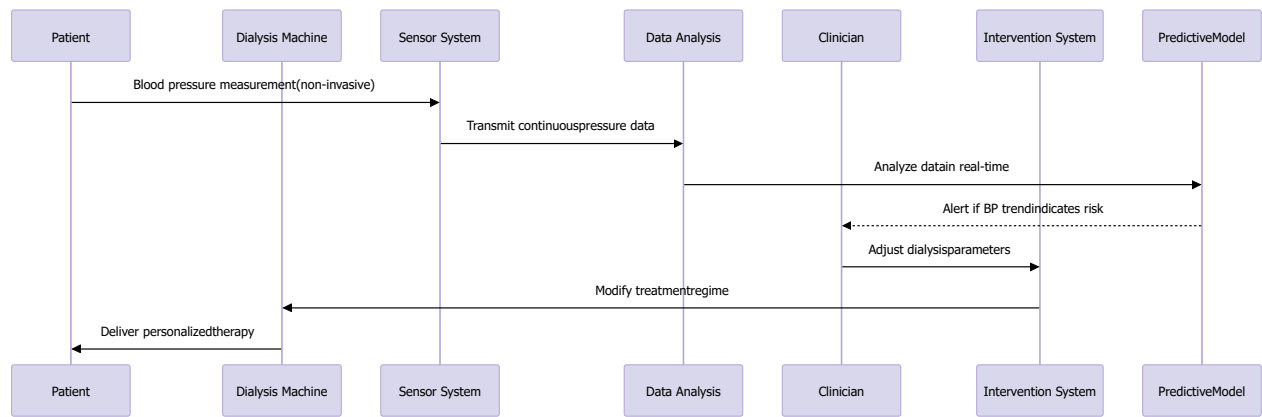 Patient
Dialysis Machine
Sensor System
Data Analysis
Clinician
Intervention System
PredictiveModel
Blood pressure measurement(non-invasive)
Transmit continuouspressure data
Analyze datain real-time
Alert if BP trendindicates risk
Adjust dialysisparameters
Modify treatmentregime
Deliver personalizedtherapy
Patient
Dialysis Machine
Sensor System
Data Analysis
Clinician
Intervention System
PredictiveModel